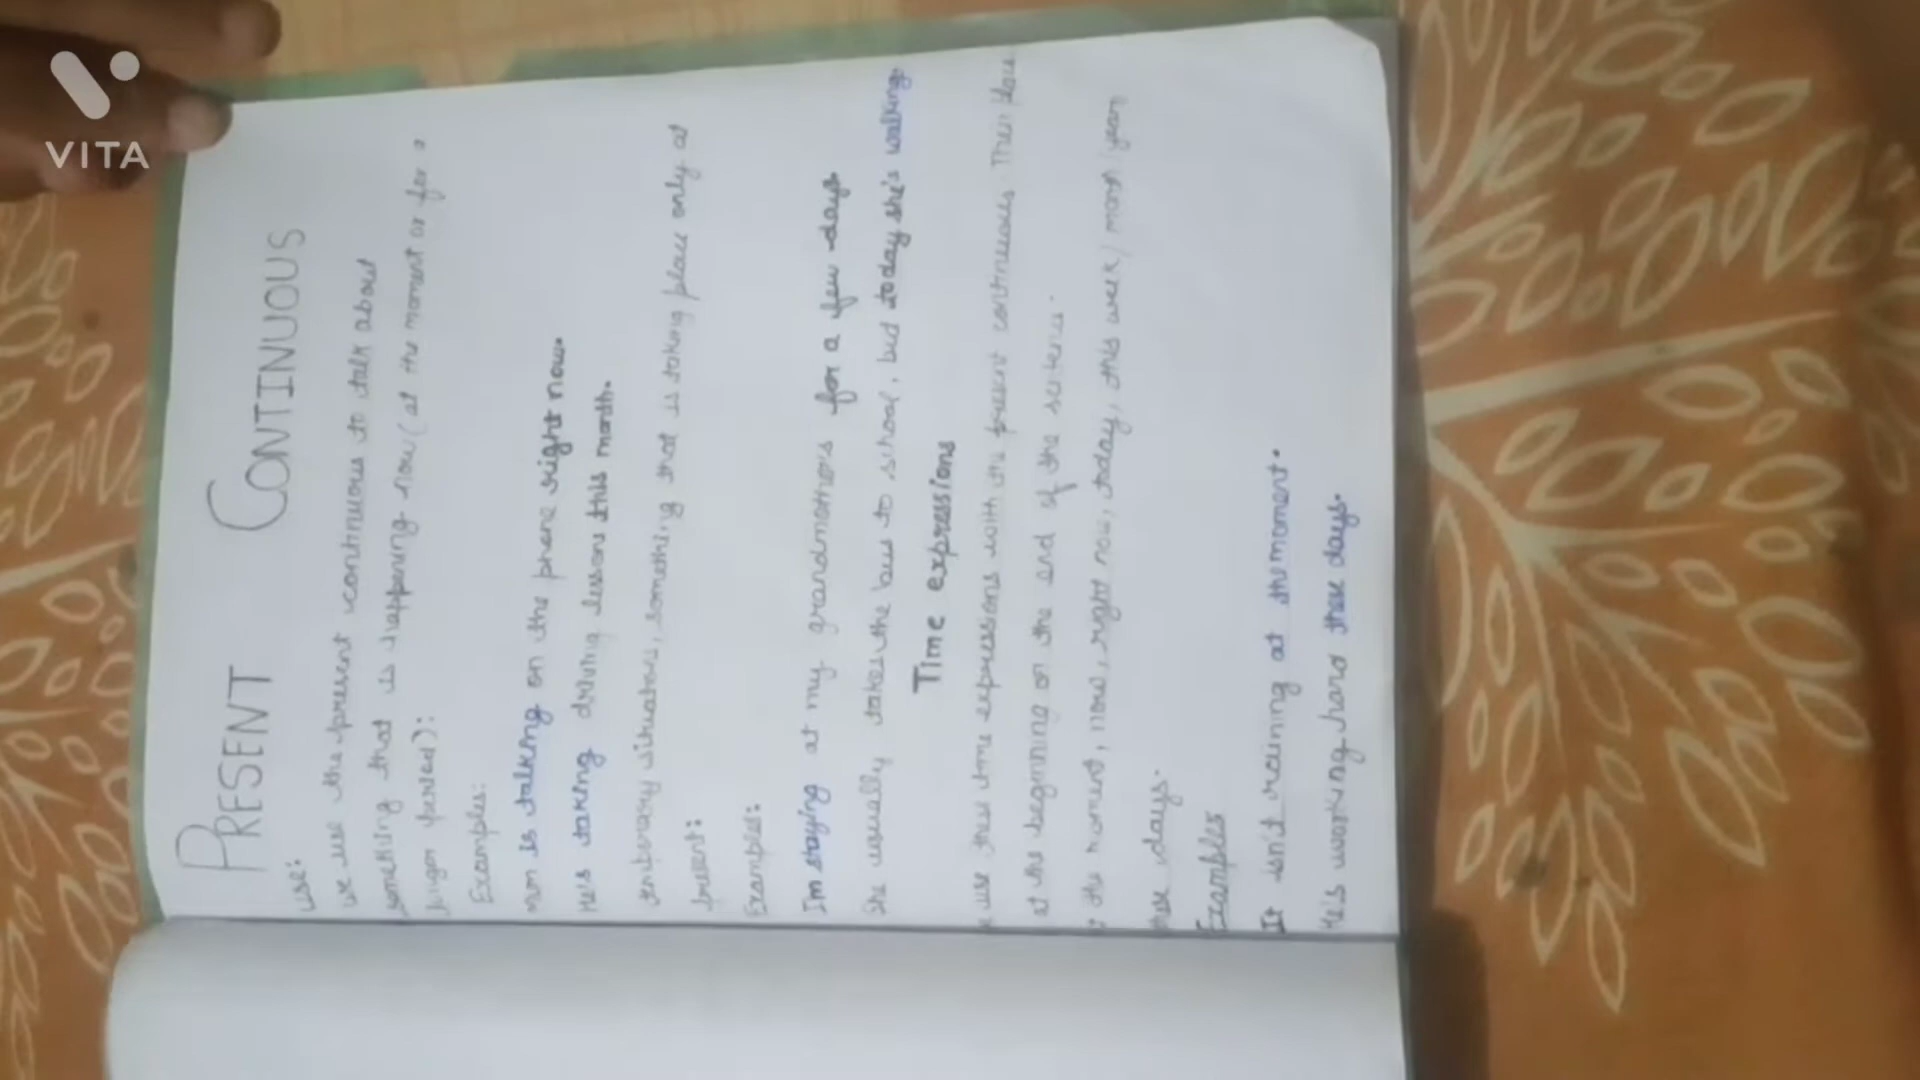 VITA
PRESENT CONTINUOUS
Use:
we use the present continuous to talk about
something that is happening now (at the moment or for a
longer period):
Examples:
Mum is talking on the phone right now.
He's taking driving lessons this month.
temporary situations, something that is taking place only at
present:
Examples:
I'm staying at my grandmothers for a few days
She usually takes the bus to school, but today she's walking
use these time expressions with the present continuous. Their place
Time expressions
at the beginning or the end of the sentence.
the moment, now, right now, today, this week/month/year
these days.
Examples
It isn't raining at the moment.
He's working hard these days.